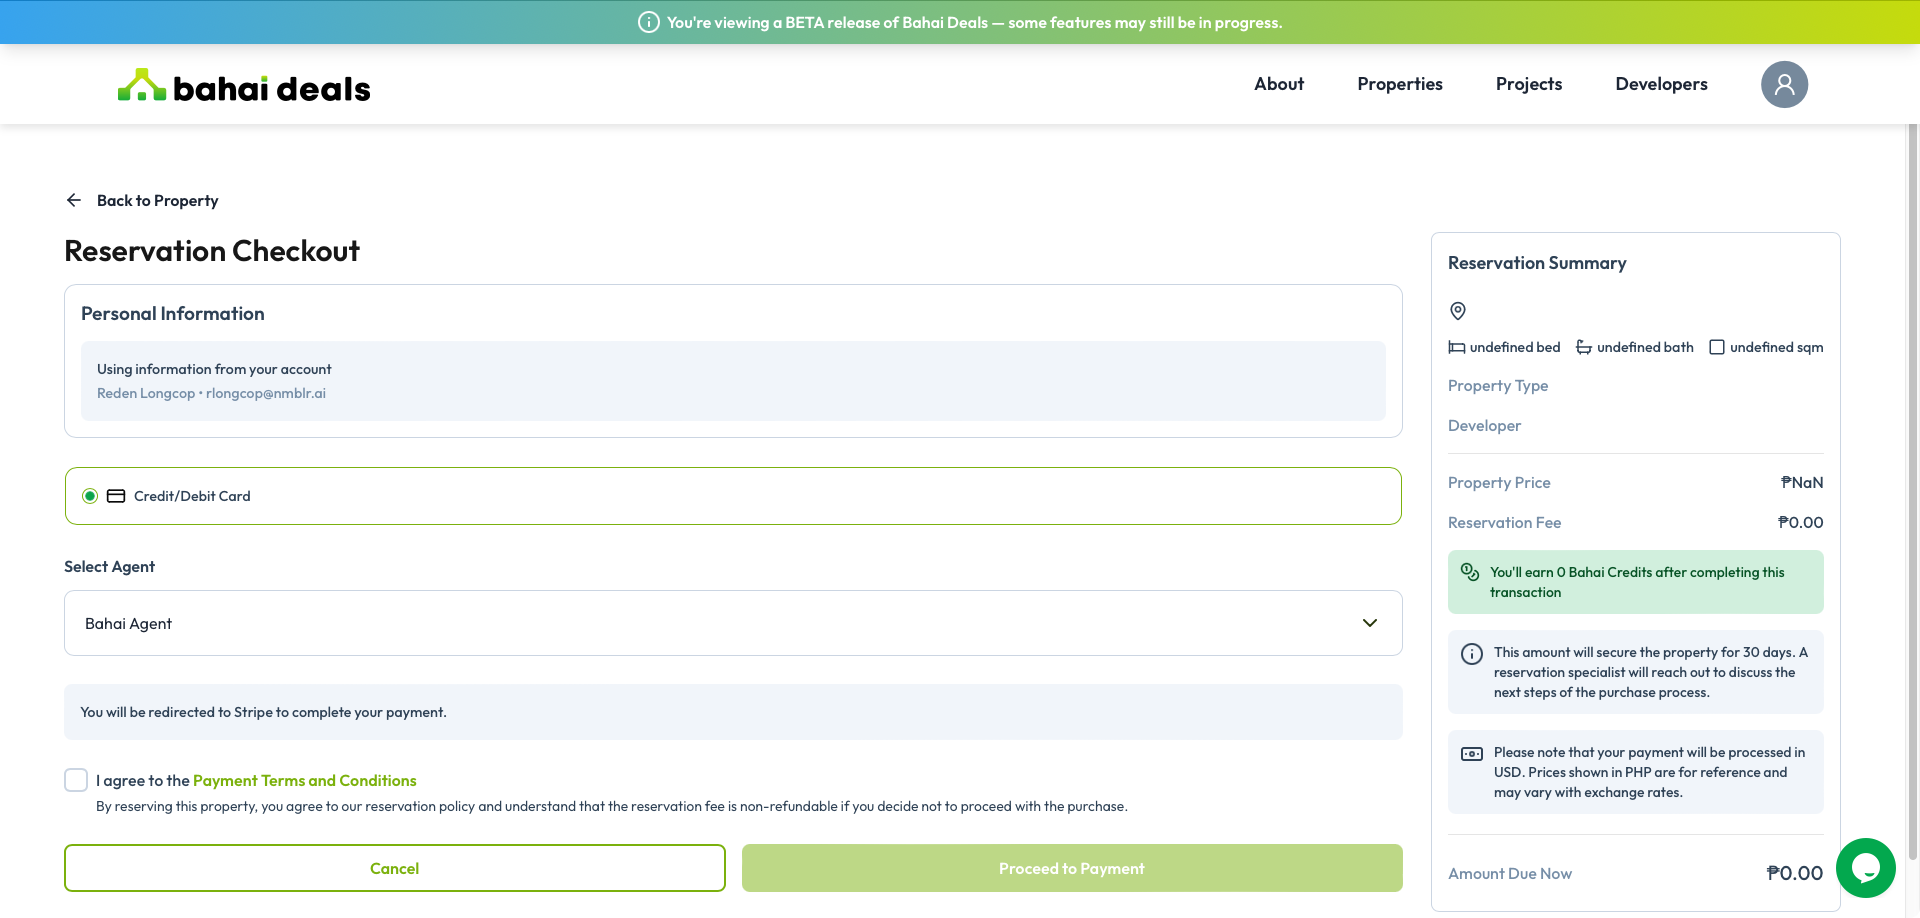 You're viewing a BETA release of Bahai Deals — some features may still be in progress.
bahai deals
About
Properties
Projects
Developers
Back to Property
Reservation Checkout
Personal Information
Using information from your account
Reden Longcop • rlongcop@nmblr.ai
Credit/Debit Card
Select Agent
Bahai Agent
You will be redirected to Stripe to complete your payment.
I agree to the Payment Terms and Conditions
By reserving this property, you agree to our reservation policy and understand that the reservation fee is non-refundable if you decide not to proceed with the purchase.
Cancel
Proceed to Payment
Reservation Summary
undefined bed
undefined bath
undefined sqm
Property Type
Developer
Property Price ₱NaN
Reservation Fee ₱0.00
You'll earn 0 Bahai Credits after completing this
transaction
This amount will secure the property for 30 days. A
reservation specialist will reach out to discuss the
next steps of the purchase process.
Please note that your payment will be processed in
USD. Prices shown in PHP are for reference and
may vary with exchange rates.
Amount Due Now ₱0.00